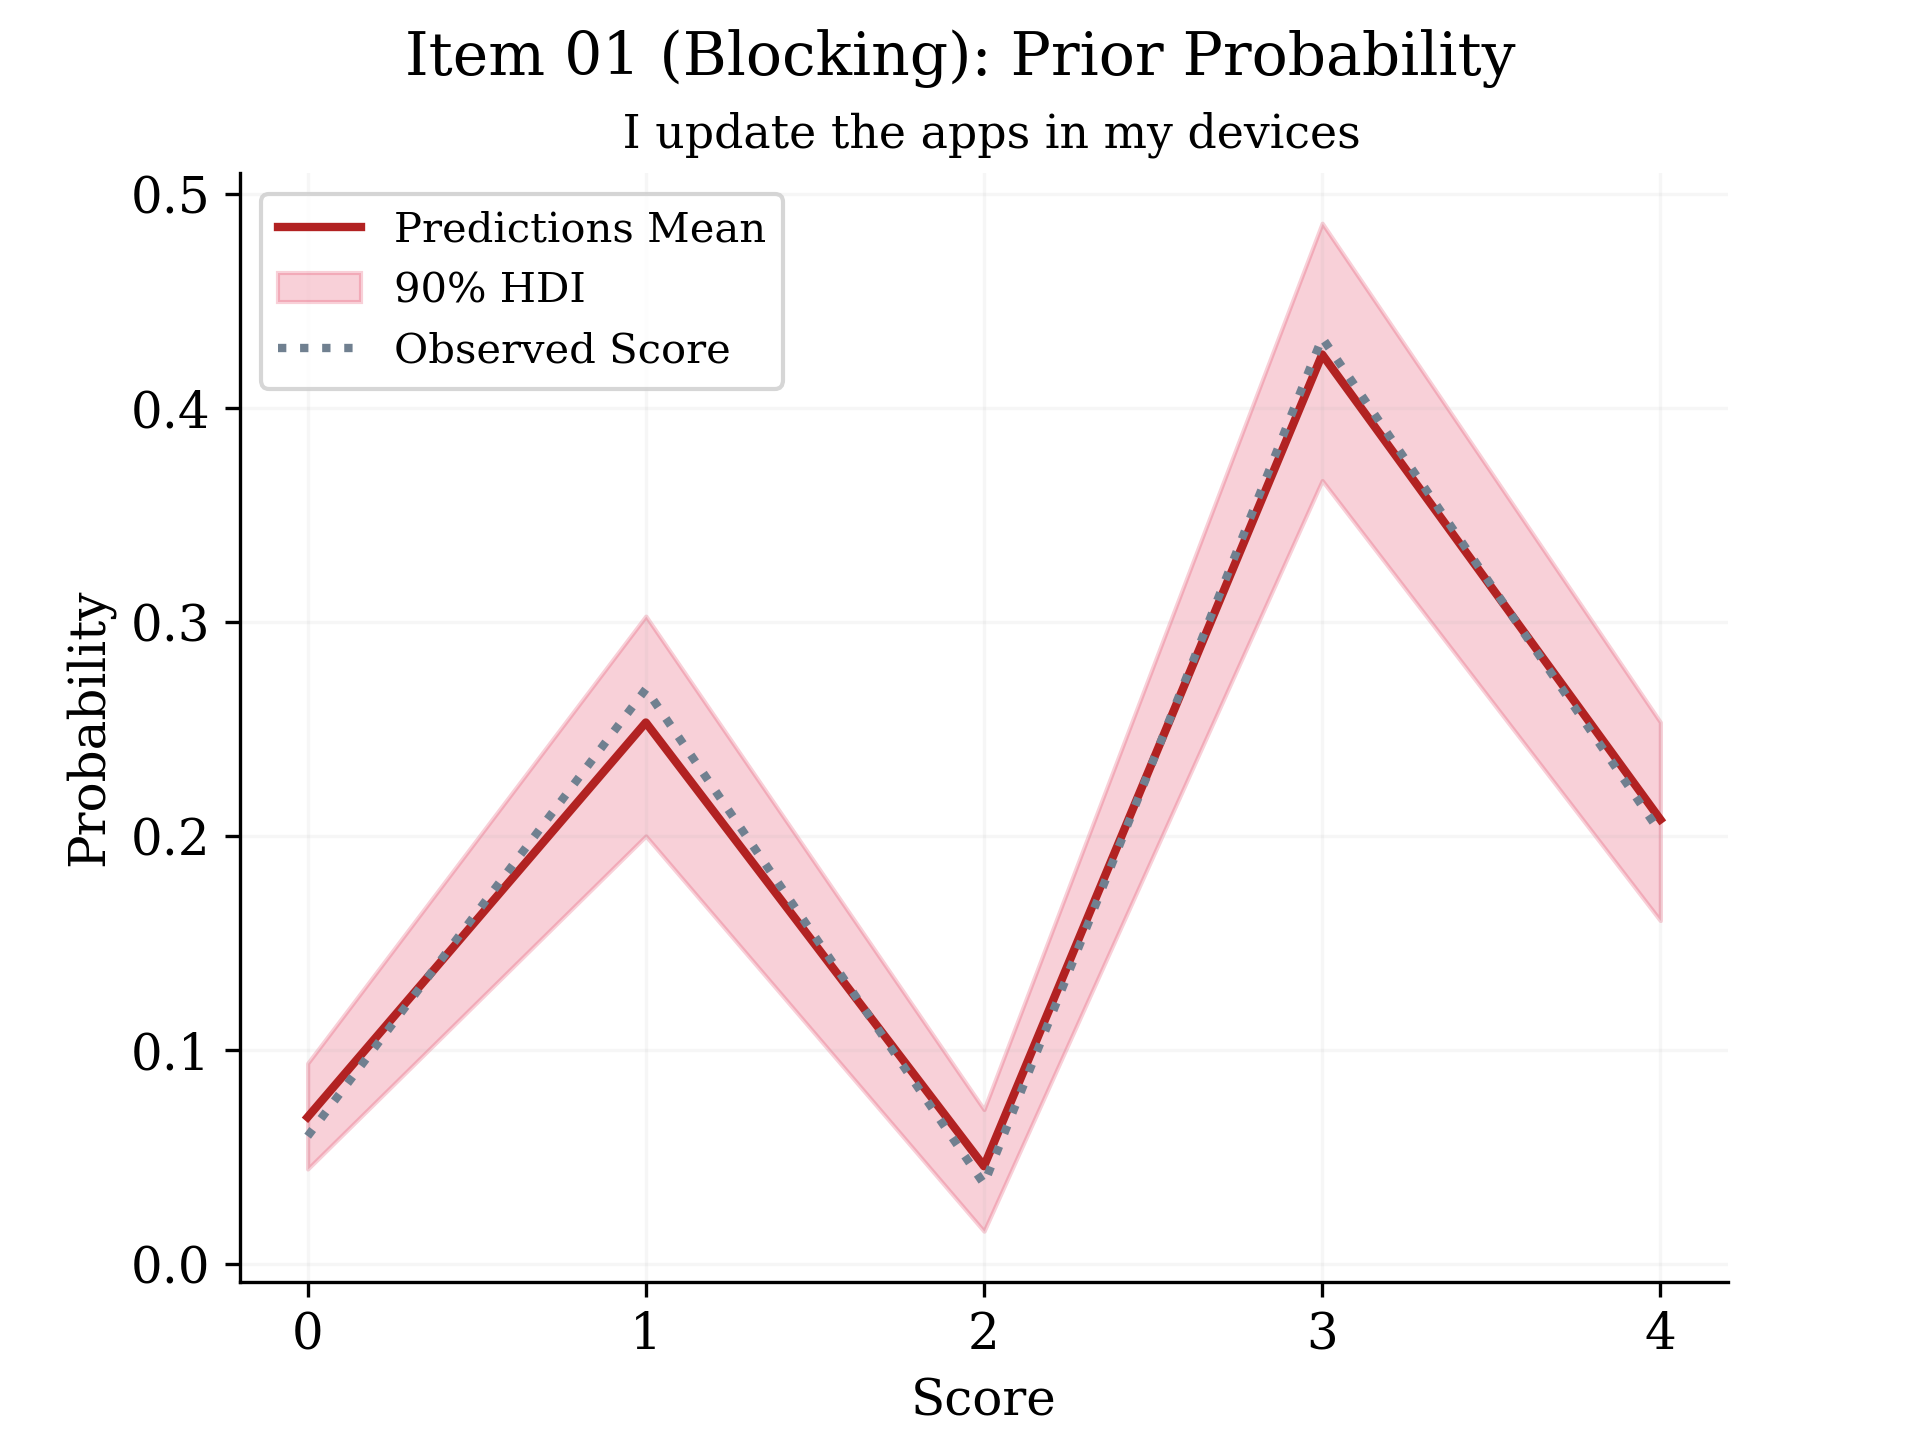 Item 01 (Blocking): Prior Probability
I update the apps in my devices
Predictions Mean
90% HDI
Observed Score
0.5
0.4
0.3
0.2
0.1
0.0
Probability
0 1 2 3 4
Score